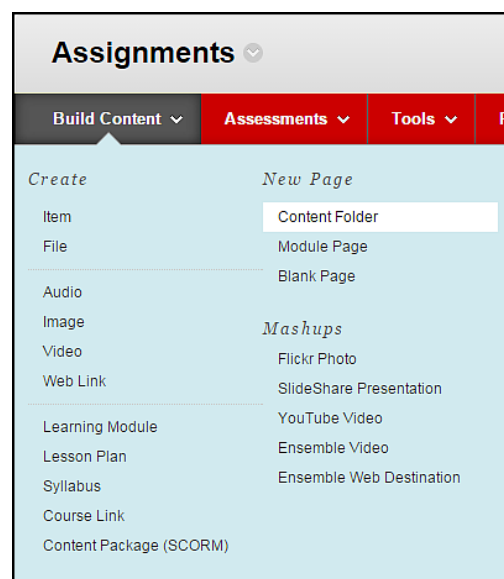 Assignments
Build Content
Assessments
Tools
Create
Item
File
Audio
Image
Video
Web Link
Learning Module
Lesson Plan
Syllabus
Course Link
Content Package (SCORM)
New Page
Content Folder
Module Page
Blank Page
Mashups
Flickr Photo
SlideShare Presentation
YouTube Video
Ensemble Video
Ensemble Web Destination